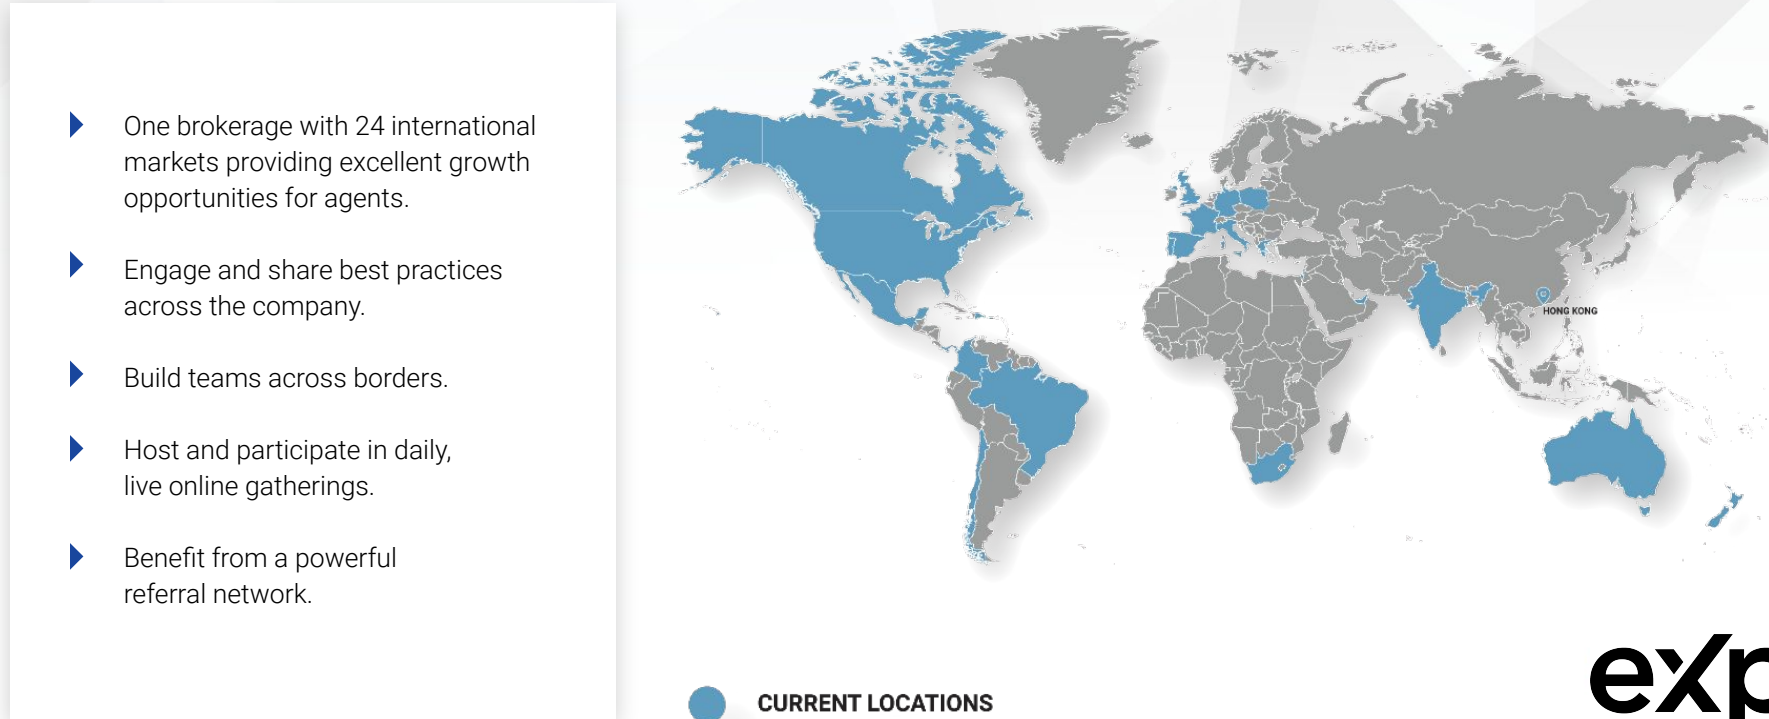 One brokerage with 24 international
markets providing excellent growth
opportunities for agents.
Engage and share best practices
across the company.
Build teams across borders.
Host and participate in daily,
live online gatherings.
Benefit from a powerful
referral network.
HONG KONG
CURRENT LOCATIONS
exp